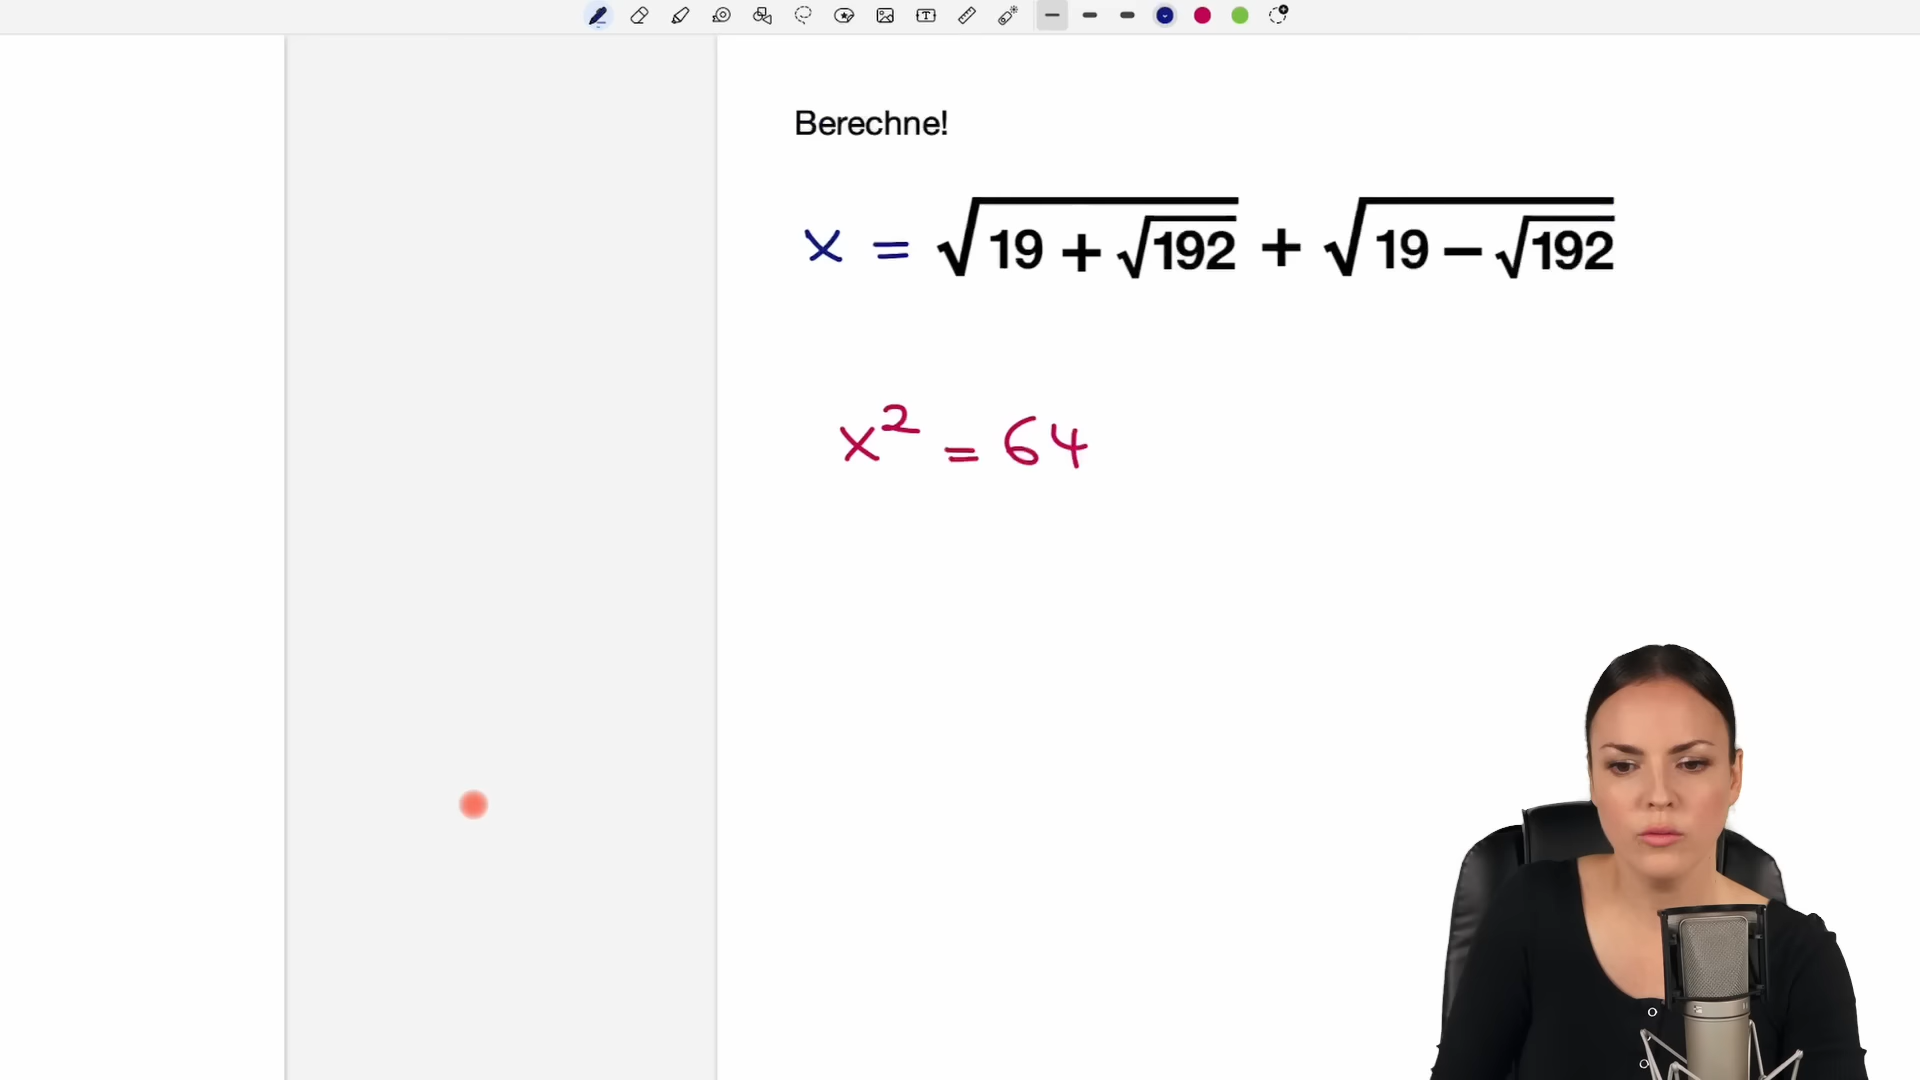 Berechne!
x = √(19 + √192) + √(19 − √192)
x² = 64